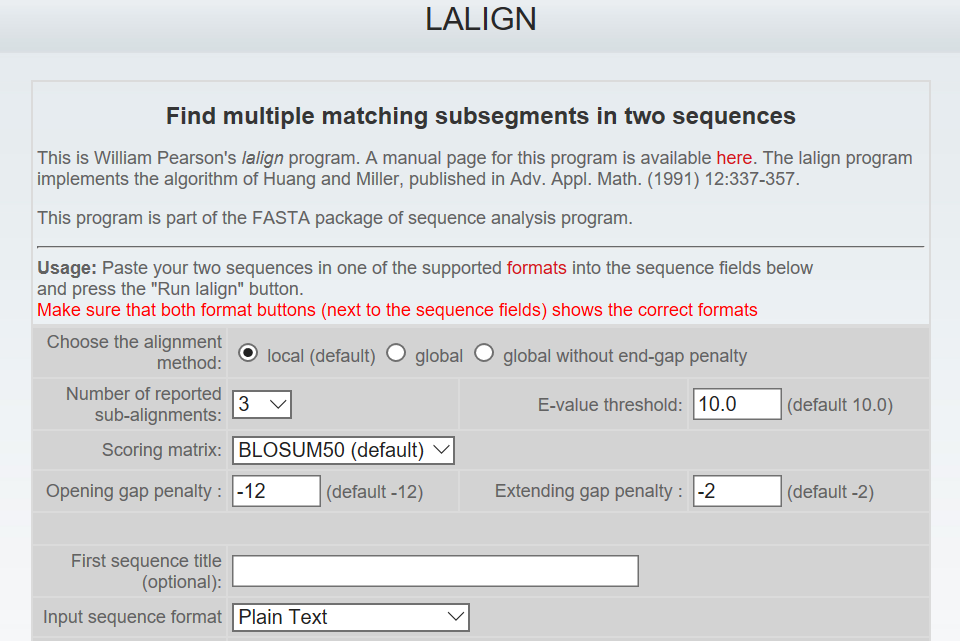 LALIGN
Find multiple matching subsegments in two sequences
This is William Pearson's lalign program. A manual page for this program is available here. The lalign program
implements the algorithm of Huang and Miller, published in Adv. Appl. Math. (1991) 12:337-357.
This program is part of the FASTA package of sequence analysis program.
Usage: Paste your two sequences in one of the supported formats into the sequence fields below
and press the "Run lalign" button.
Make sure that both format buttons (next to the sequence fields) shows the correct formats
Choose the alignment
method:
local (default) global global without end-gap penalty
Number of reported
sub-alignments:
3
E-value threshold: 10.0 (default 10.0)
Scoring matrix: BLOSUM50 (default)
Opening gap penalty : -12 (default -12) Extending gap penalty : -2 (default -2)
First sequence title
(optional):
Input sequence format Plain Text